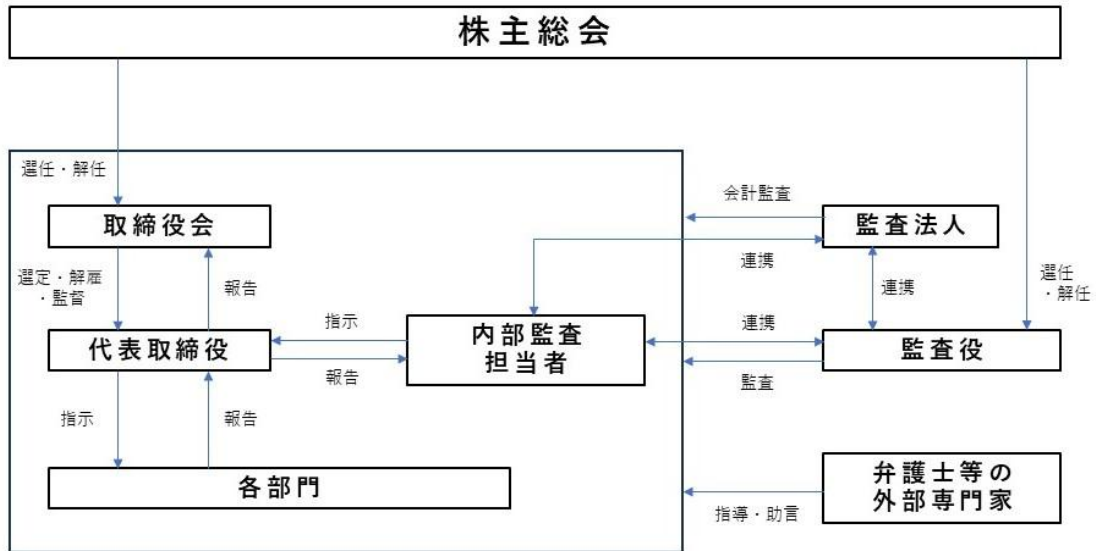 株主総会
選任・解任
取締役会
選定・解雇
・監督
報告
代表取締役
指示
報告
内部監査
担当者
指示
報告
各部門
会計監査
監査法人
連携
連携
選任
・解任
連携
監査役
監査
弁護士等の
外部専門家
指導・助言